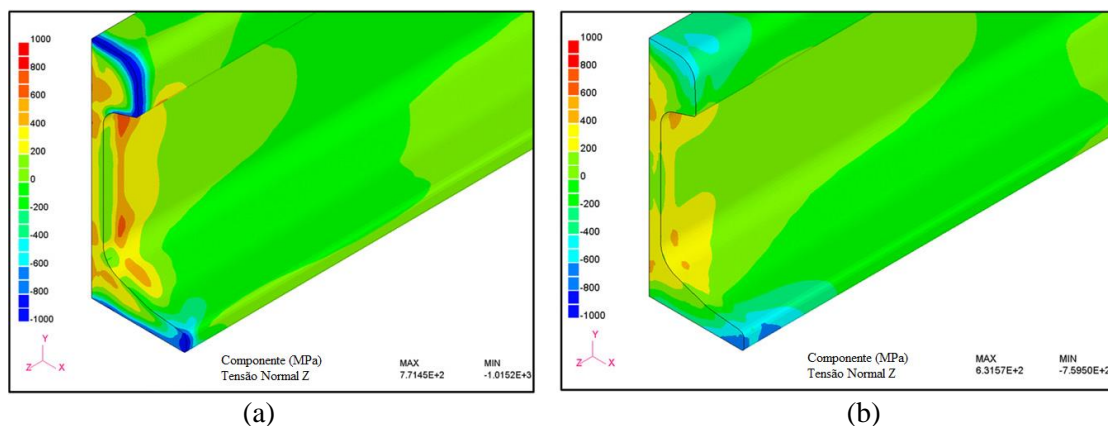 1000
800
600
400
200
0
-200
-400
-600
-800
-1000
Y
Z X
Componente (MPa)
Tensão Normal Z
MAX MIN
7.7145E+2 -1.0152E+3
1000
800
600
400
200
0
-200
-400
-600
-800
-1000
Y
Z X
Componente (MPa)
Tensão Normal Z
MAX MIN
6.3157E+2 -7.5950E+2
(a) (b)